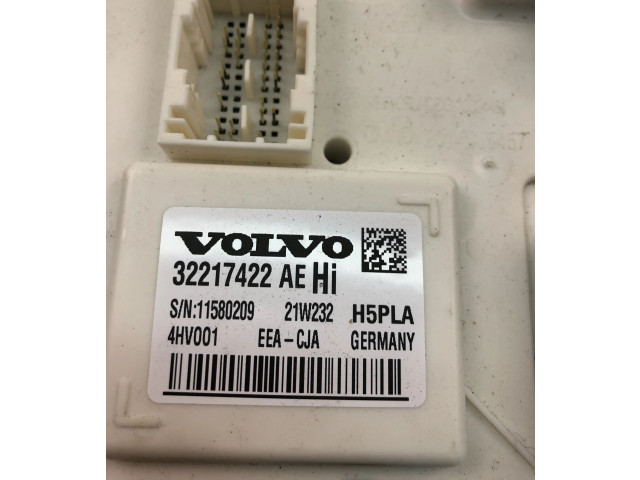 VOLVO
32217422 AE Hi
S/N:11580209 21W232 H5PLA
4HV001 EEA-CJA GERMANY